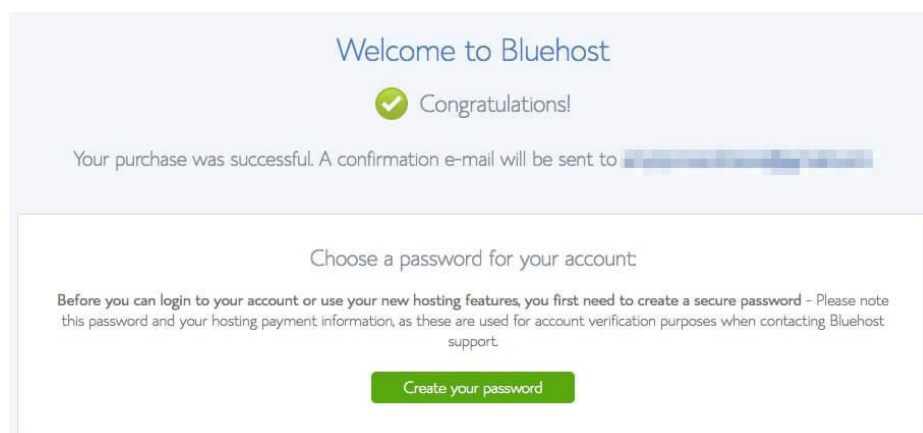 Welcome to Bluehost
Congratulations!
Your purchase was successful. A confirmation e-mail will be sent to
Choose a password for your account:
Before you can login to your account or use your new hosting features, you first need to create a secure password - Please note
this password and your hosting payment information, as these are used for account verification purposes when contacting Bluehost
support.
Create your password